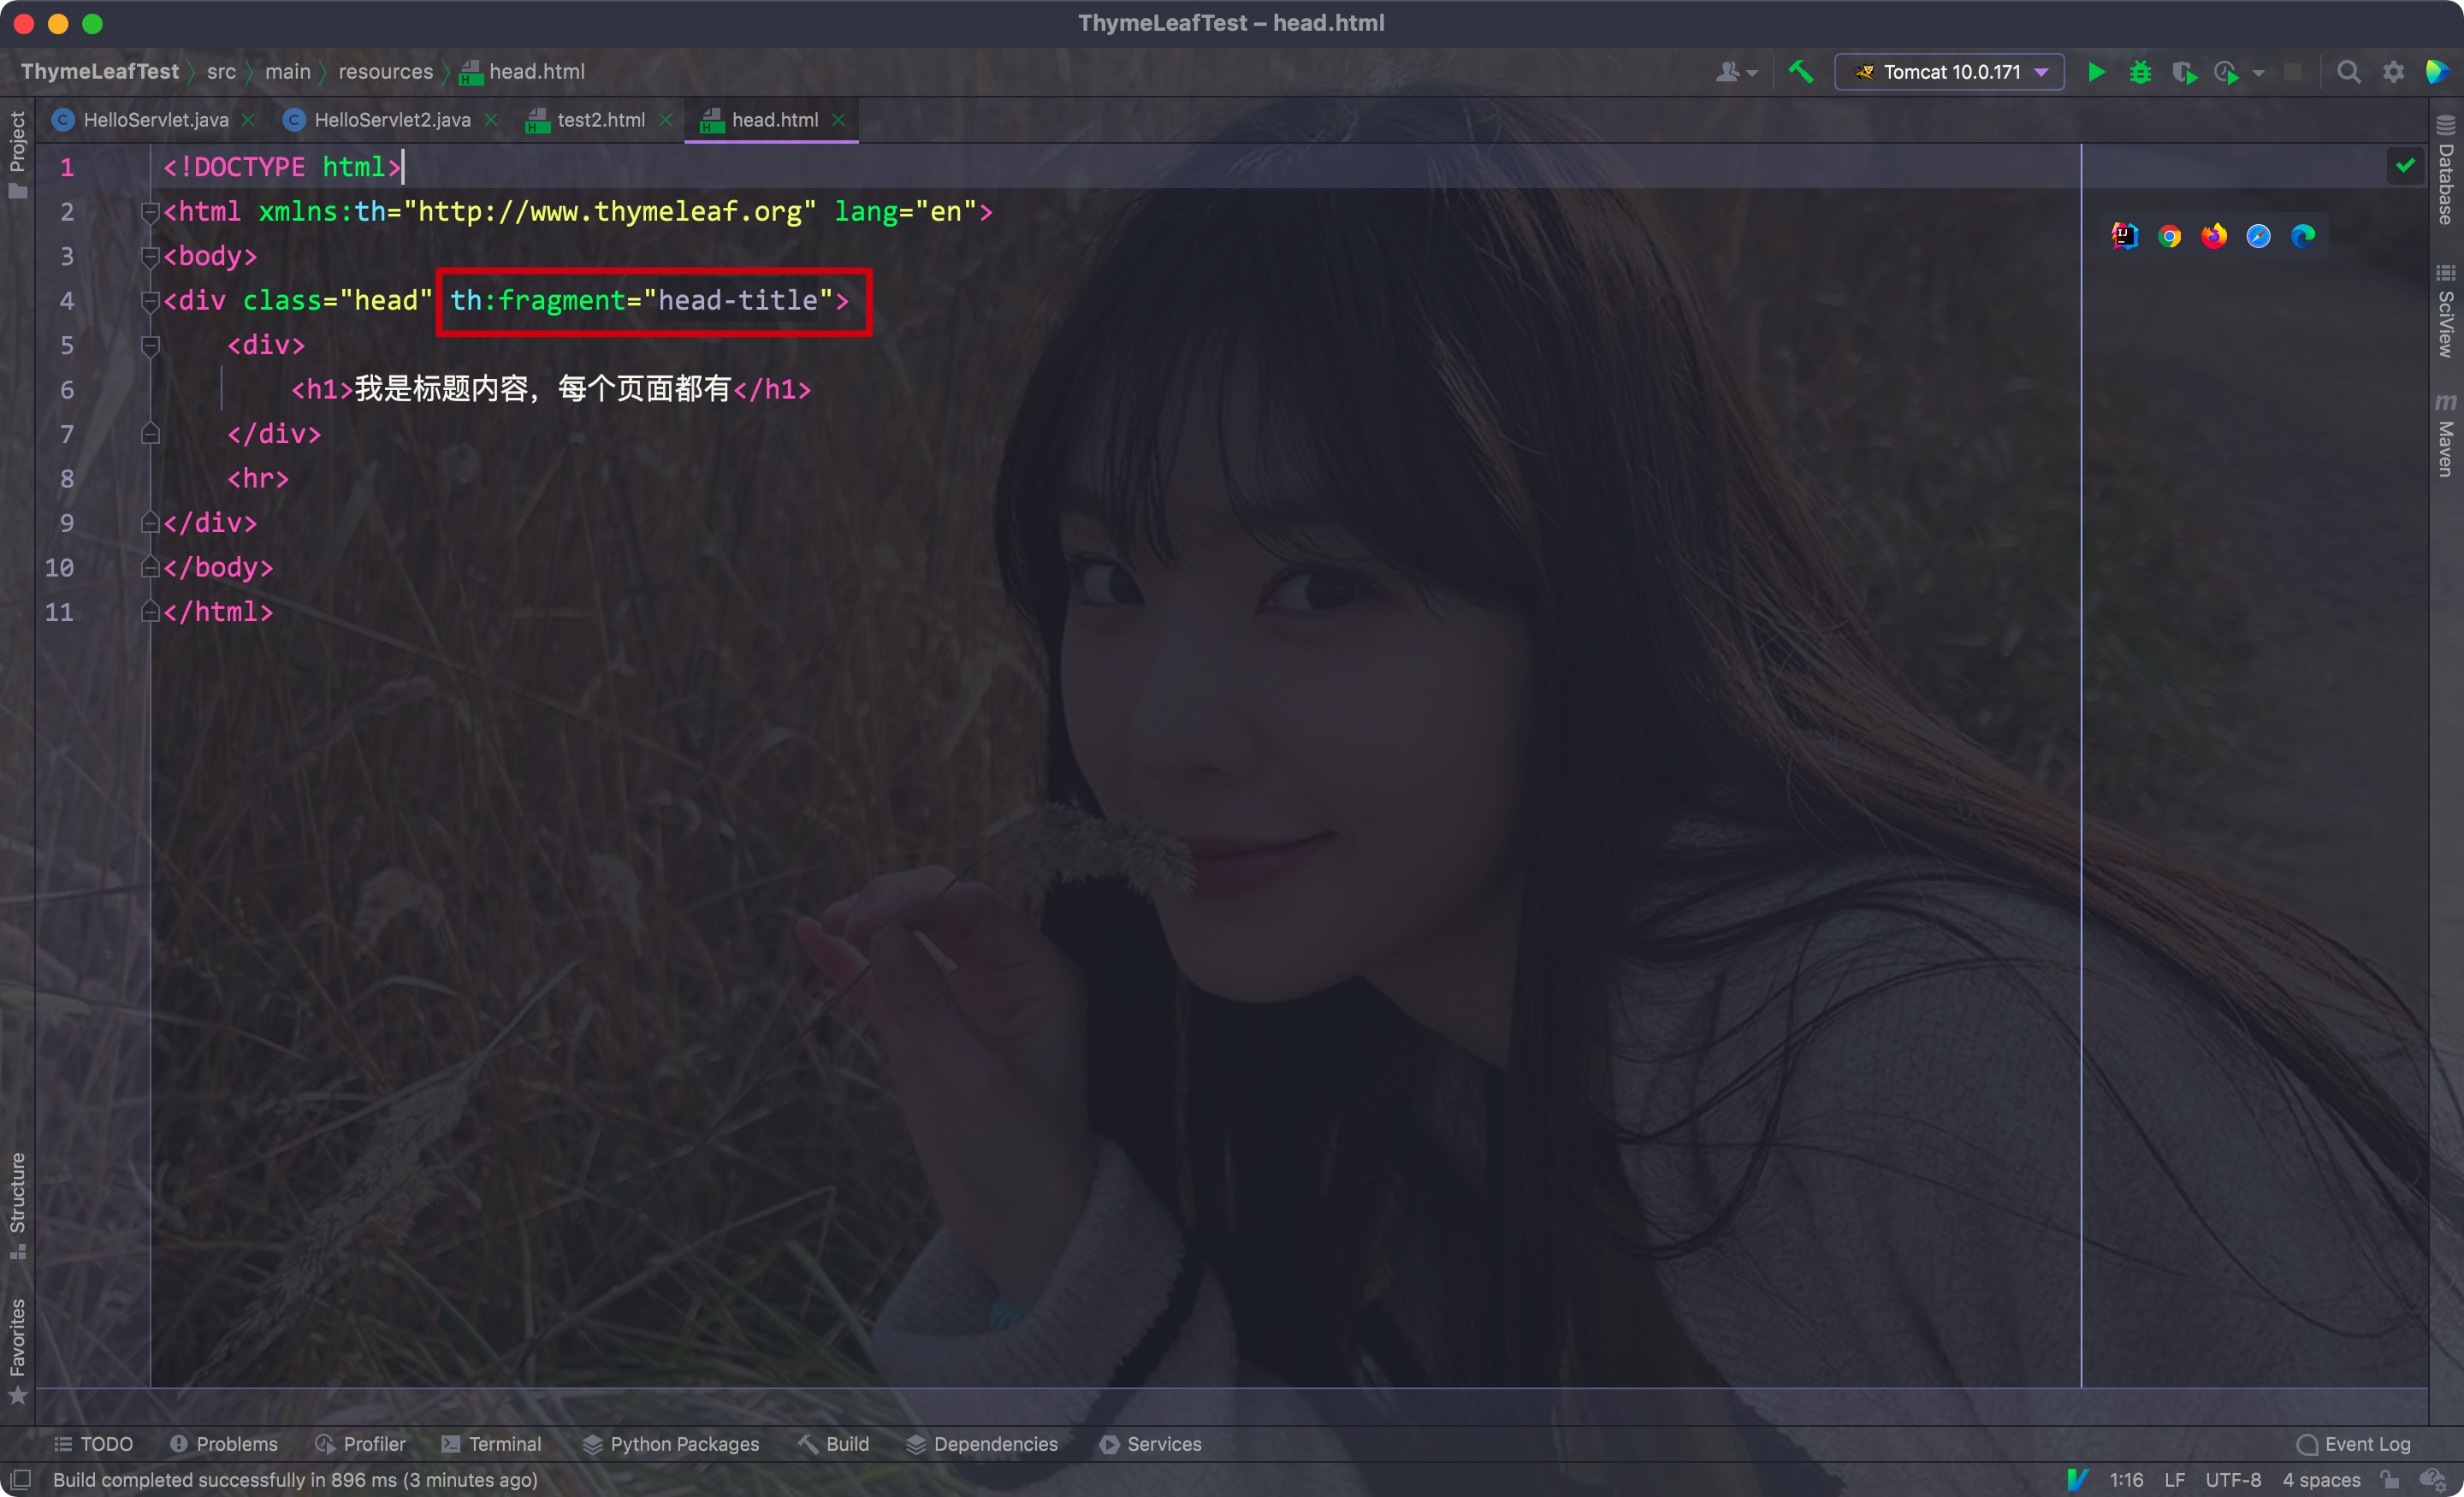 ThymeLeafTest – head.html
ThymeLeafTest src main resources head.html
Tomcat 10.0.171
HelloServlet.java HelloServlet2.java test2.html head.html
Project
Database
SciView
Maven
1 <!DOCTYPE html>
2 <html xmlns:th="http://www.thymeleaf.org" lang="en">
3 <body>
4 <div class="head" th:fragment="head-title">
5 <div>
6 <h1>我是标题内容，每个页面都有</h1>
7 </div>
8 <hr>
9 </div>
10 </body>
11 </html>
Structure
Favorites
TODO Problems Profiler Terminal Python Packages Build Dependencies Services Event Log
Build completed successfully in 896 ms (3 minutes ago) 1:16 LF UTF-8 4 spaces